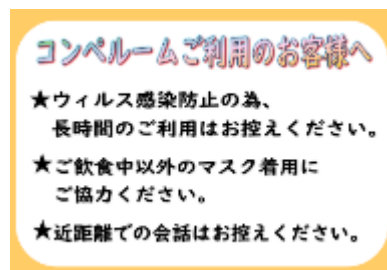 コンペルームご利用のお客様へ
★ウィルス感染防止の為、
長時間のご利用はお控えください。
★ご飲食中以外のマスク着用に
ご協力ください。
★近距離での会話はお控えください。